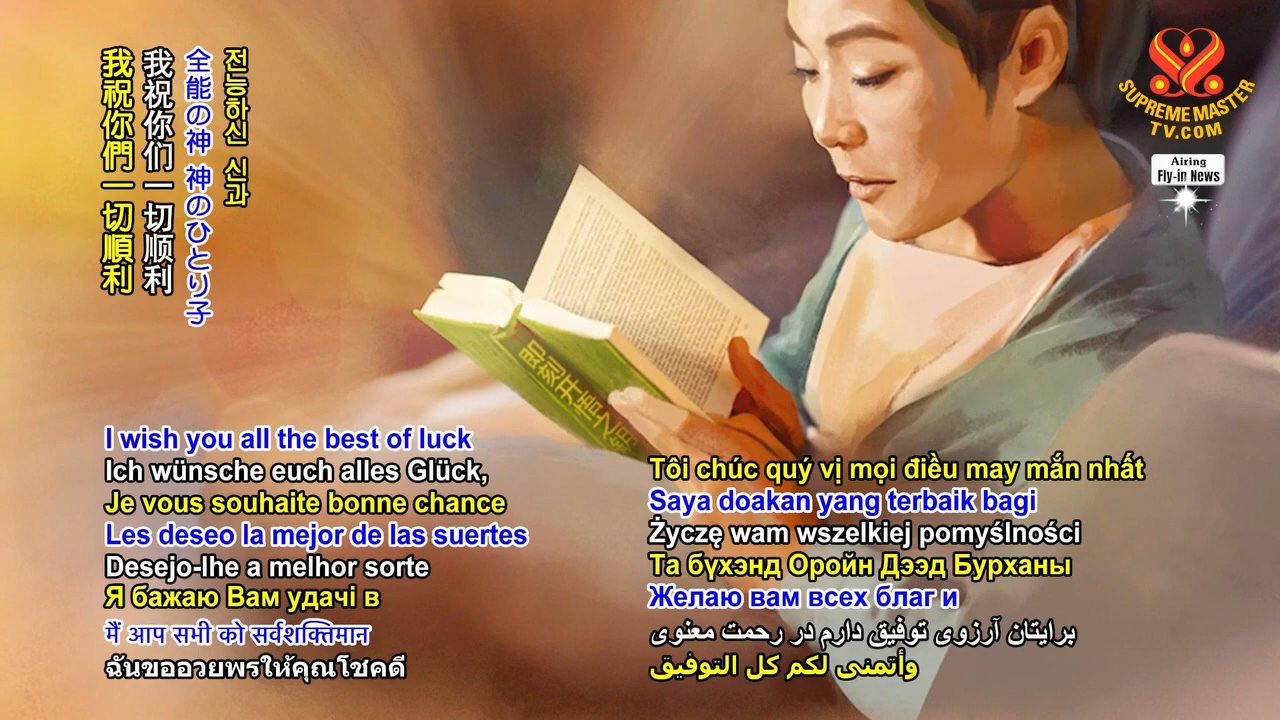 我祝你們一切順利
我祝你们一切顺利
全能の神 神のひとり子
전능하신 신과
SUPREME MASTER
TV.COM
Airing
Fly-in News
即刻开悟之钥
I wish you all the best of luck
Ich wünsche euch alles Glück,
Je vous souhaite bonne chance
Les deseo la mejor de las suertes
Desejo-lhe a melhor sorte
Я бажаю Вам удачі в
मैं आप सभी को सर्वशक्तिमान
ฉันขออวยพรให้คุณโชคดี
Tôi chúc quý vị mọi điều may mắn nhất
Saya doakan yang terbaik bagi
Życzę wam wszelkiej pomyślności
Та бүхэнд Оройн Дээд Бурханы
Желаю вам всех благ и
برایتان آرزوی توفیق دارم در رحمت معنوی
وأتمنى لكم كل التوفيق